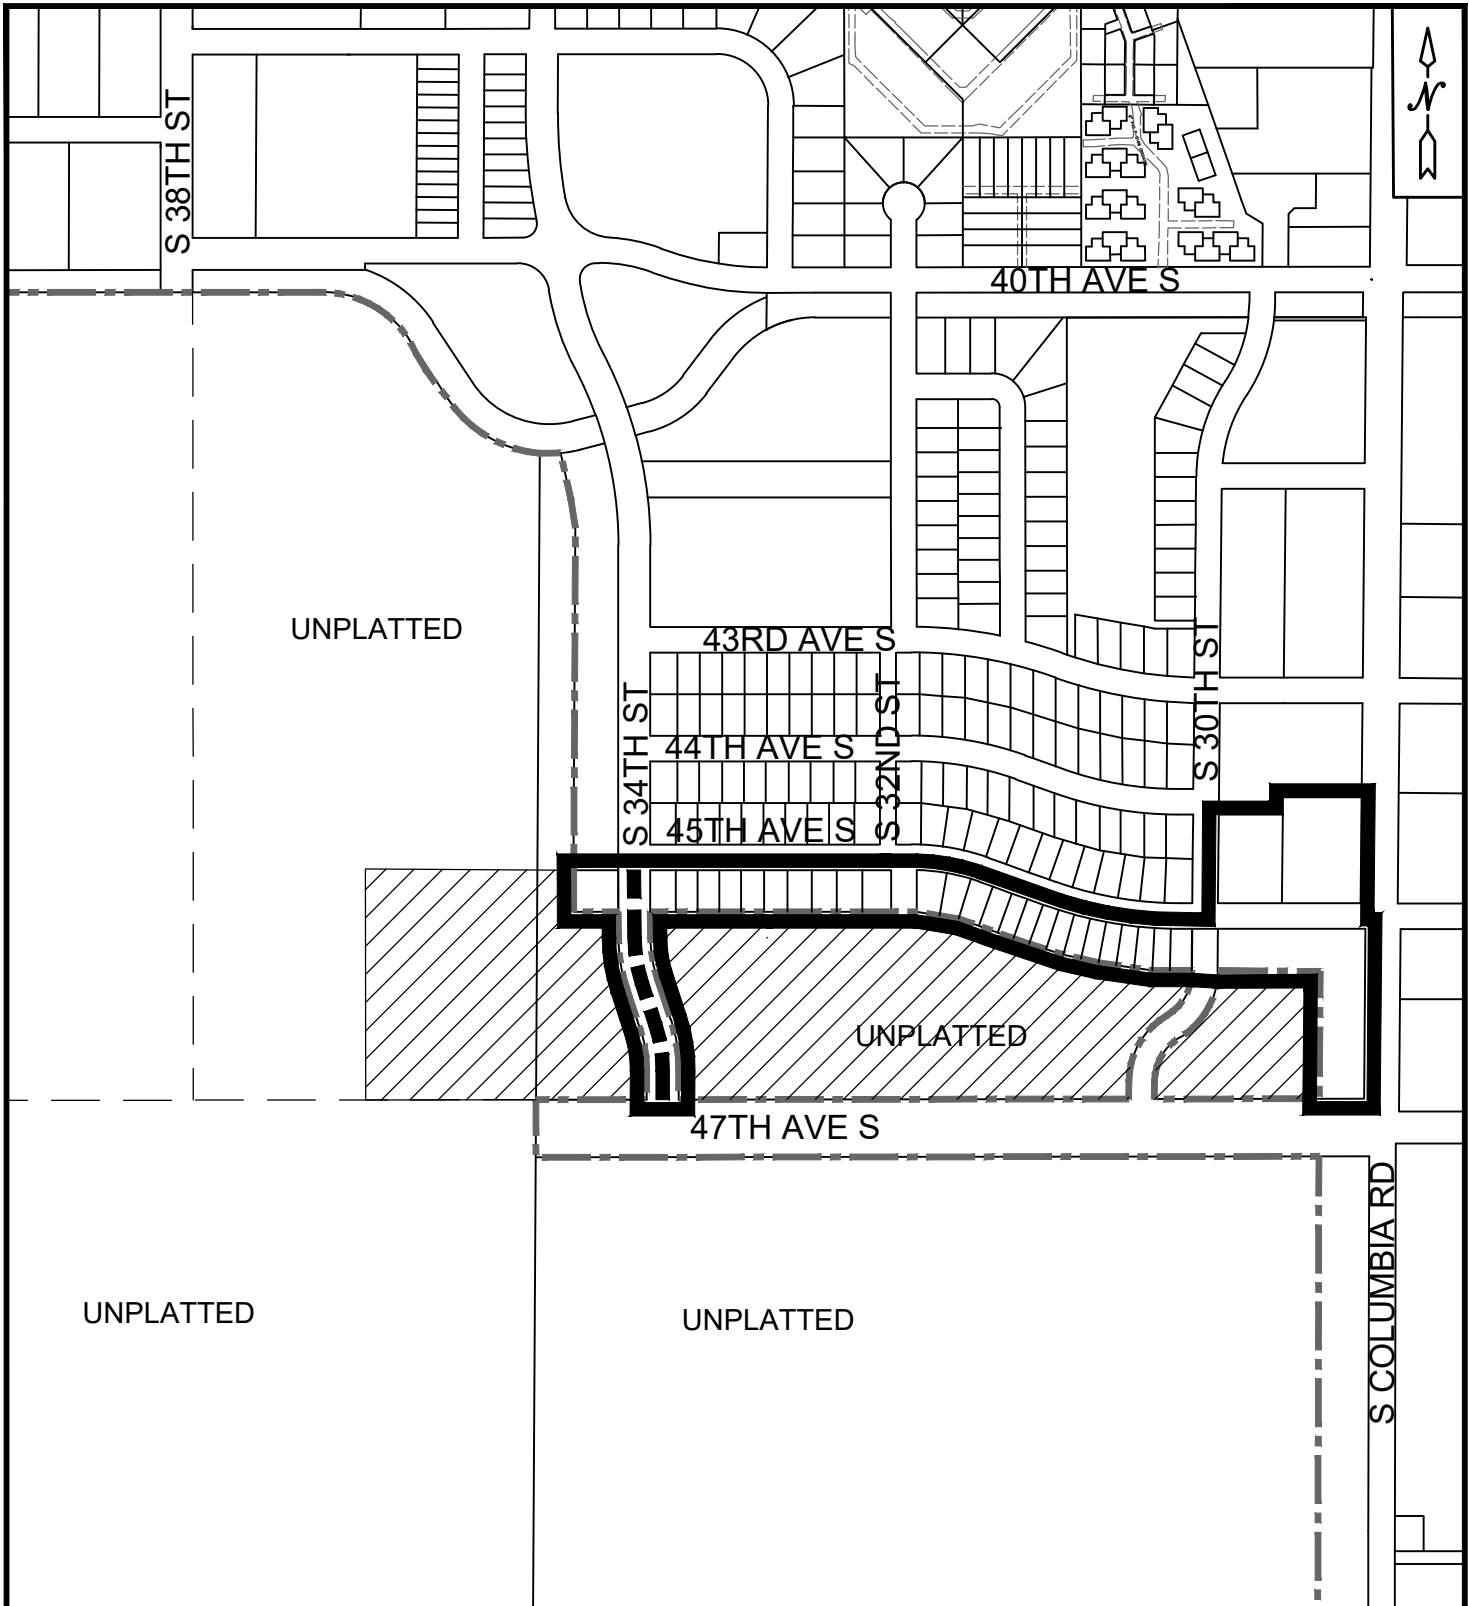 S 38TH ST
N
40TH AVE S
UNPLATTED
43RD AVE S
S 30TH ST
S 34TH ST
44TH AVE S
S 32ND ST
45TH AVE S
UNPLATTED
47TH AVE S
S COLUMBIA RD
UNPLATTED
UNPLATTED